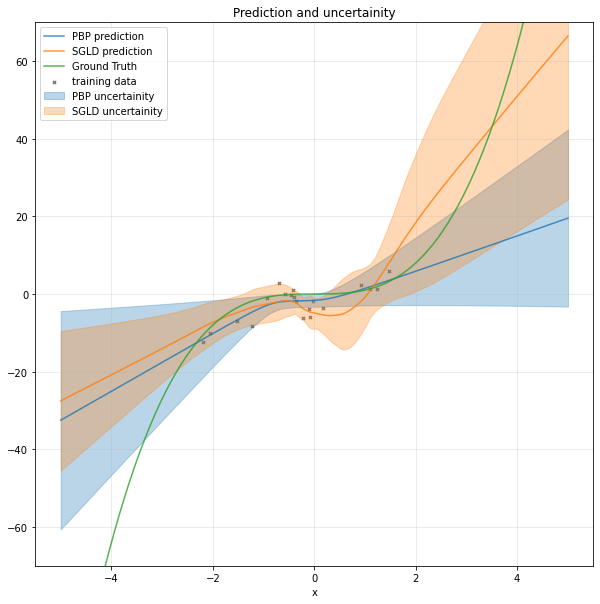 Prediction and uncertainity
PBP prediction
SGLD prediction
Ground Truth
training data
PBP uncertainity
SGLD uncertainity
60
40
20
0
−20
−40
−60
−4
−2
0
2
4
x